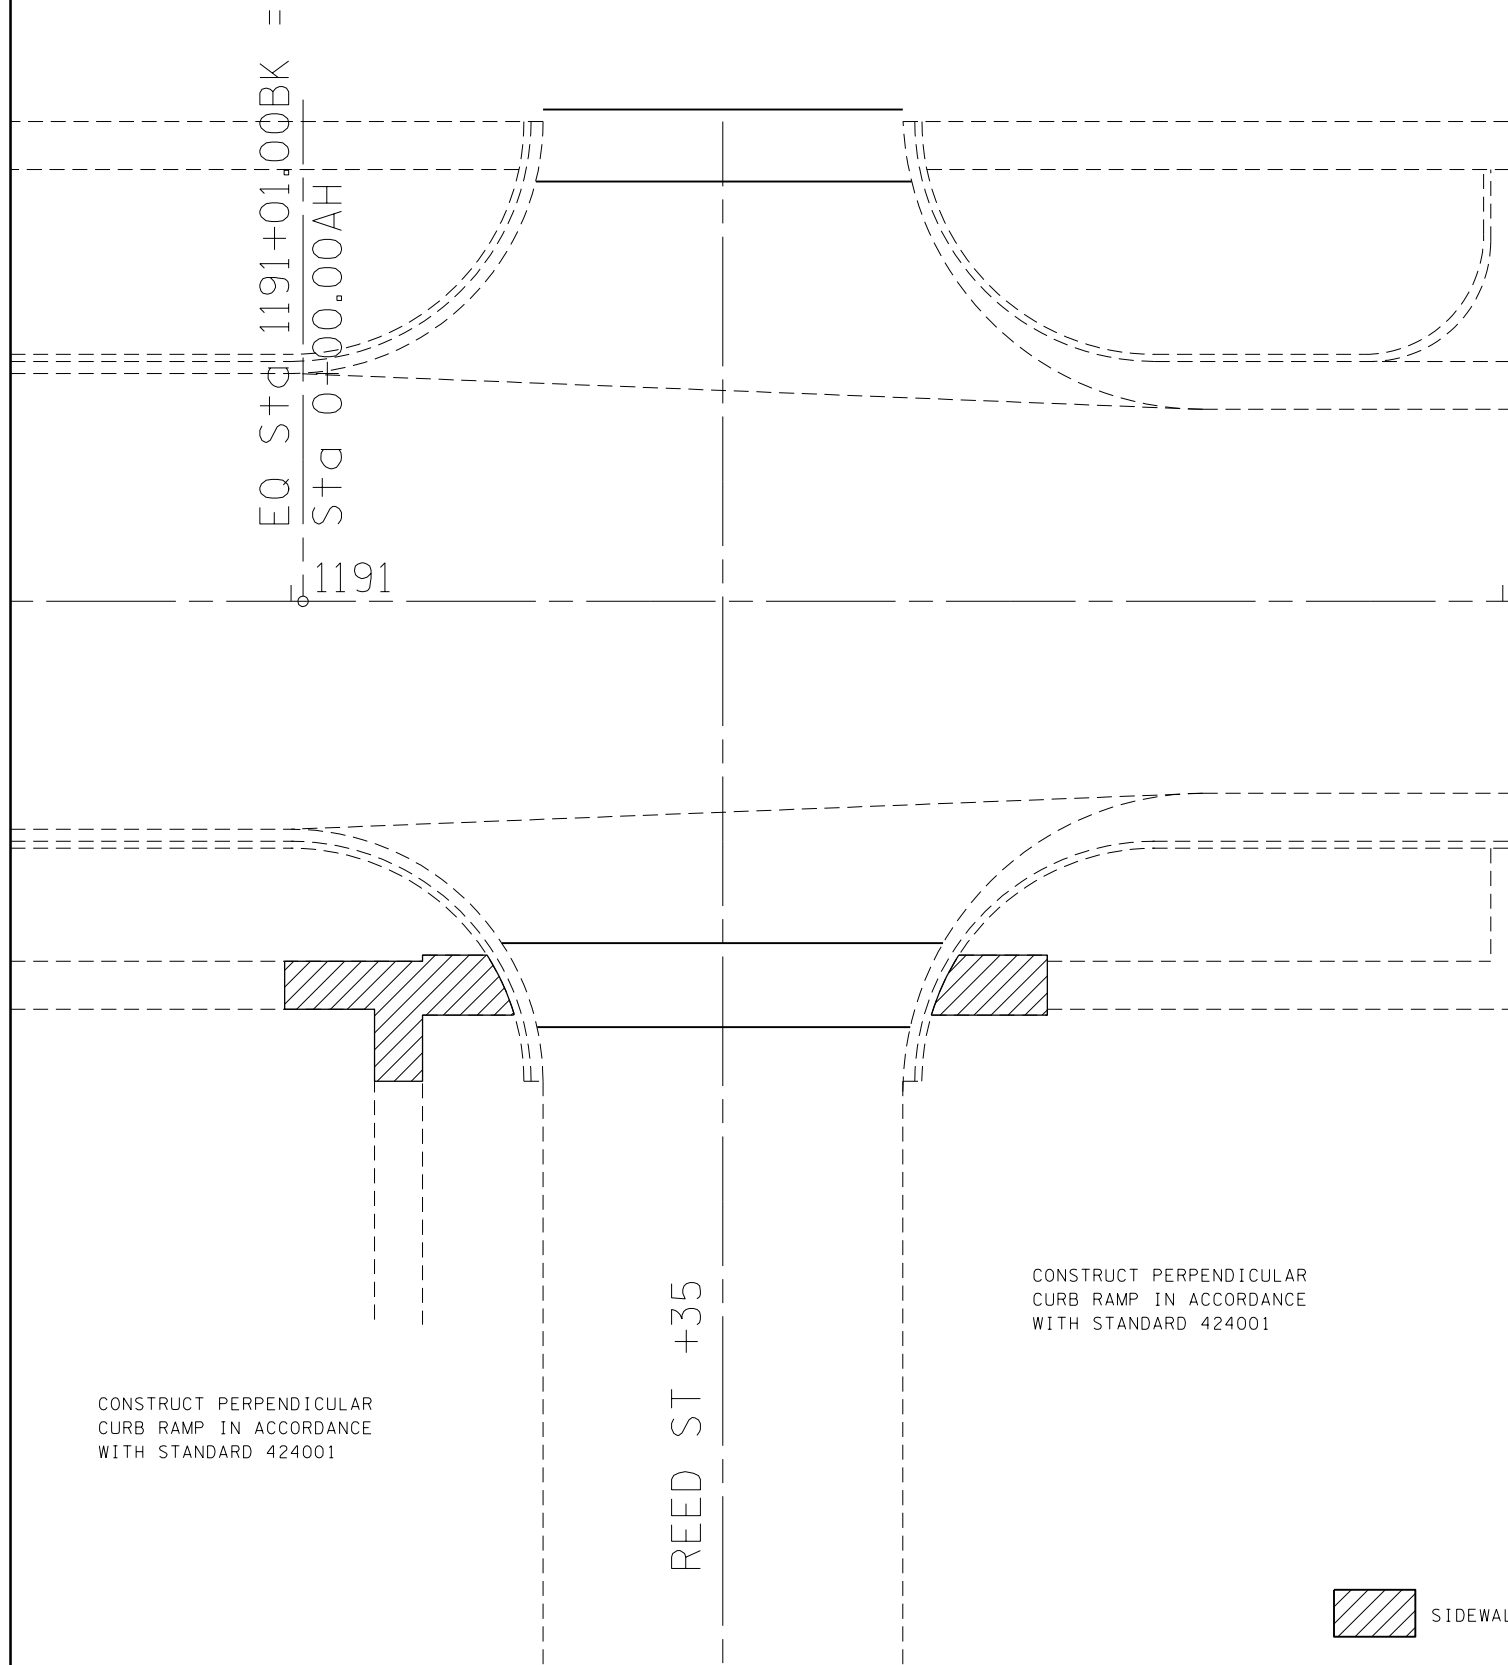 EQ Sta 1191+01.00BK =
Sta 0+00.00AH
1191
REED ST +35
CONSTRUCT PERPENDICULAR
CURB RAMP IN ACCORDANCE
WITH STANDARD 424001
CONSTRUCT PERPENDICULAR
CURB RAMP IN ACCORDANCE
WITH STANDARD 424001